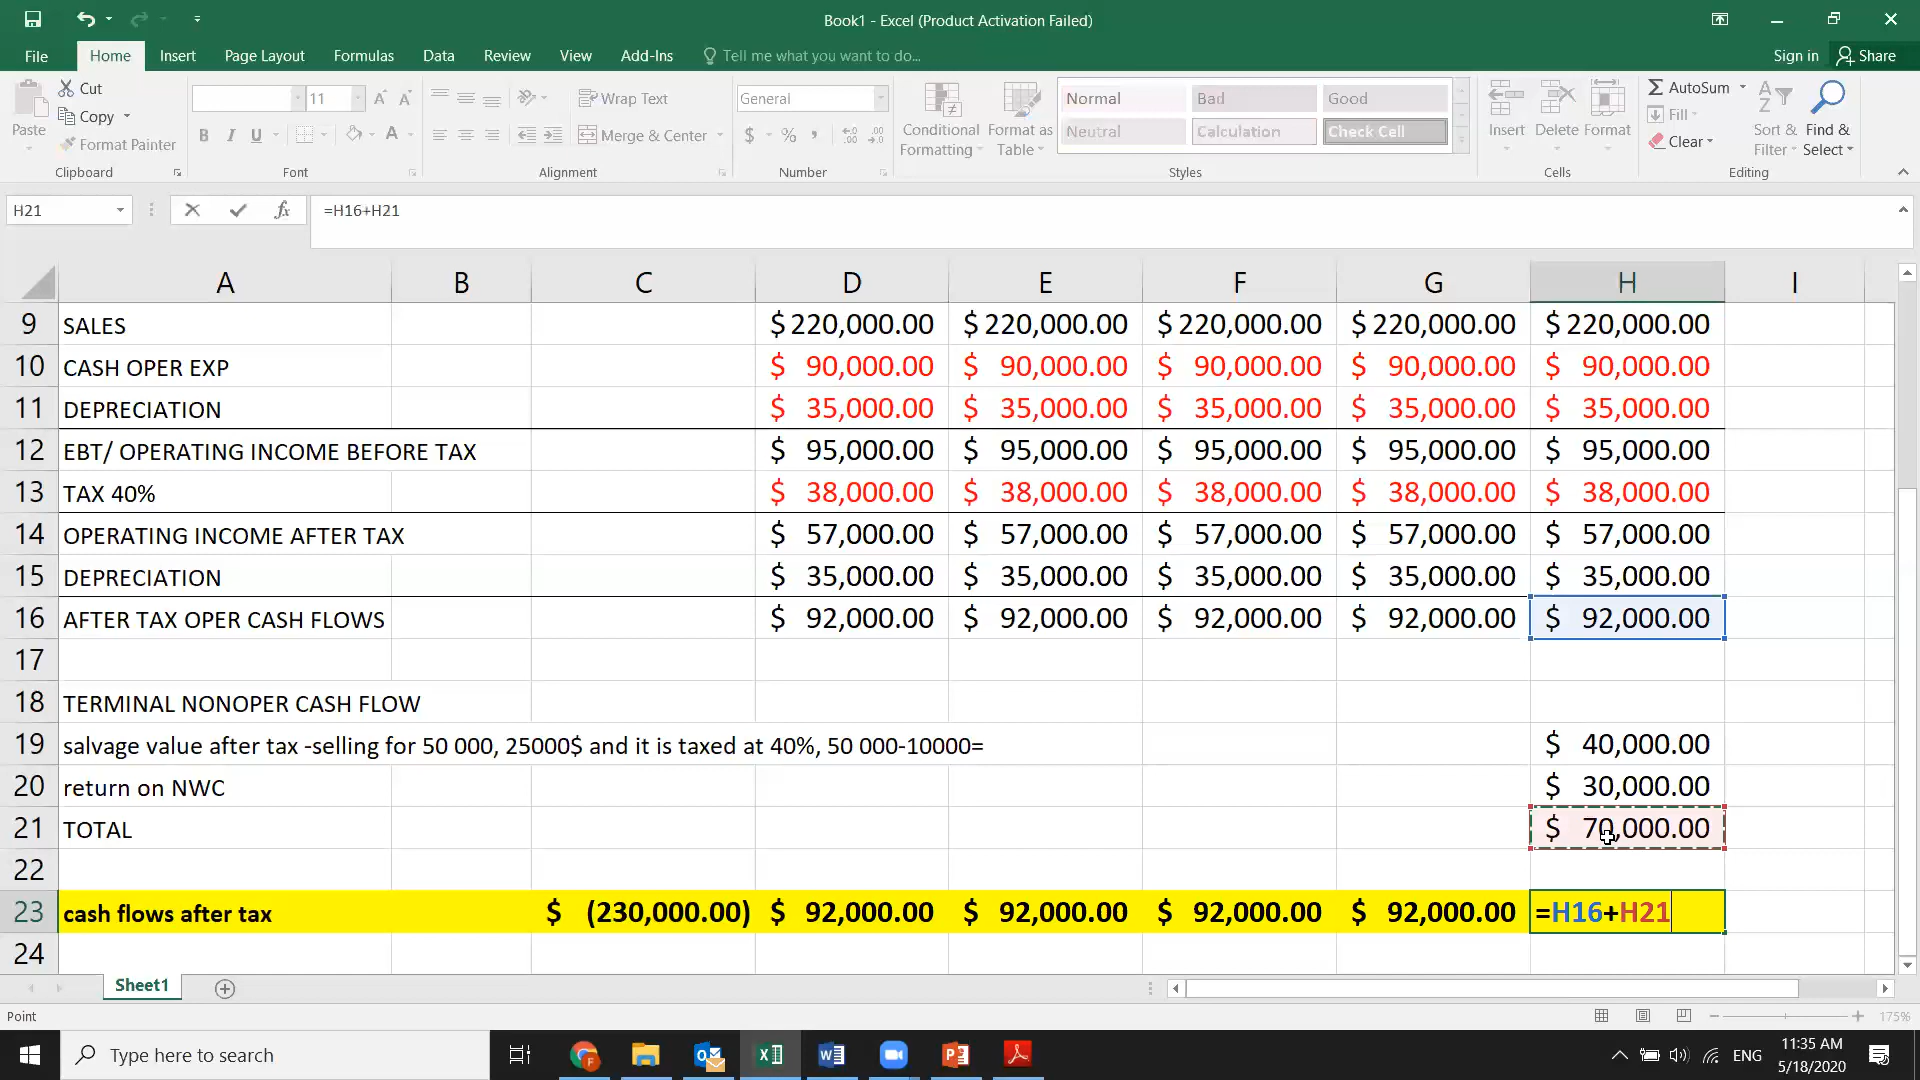 Book1 - Excel (Product Activation Failed)
File Home Insert Page Layout Formulas Data Review View Add-Ins Tell me what you want to do... Sign in Share
Paste Cut Copy Format Painter Clipboard
11 B I U A Font
Wrap Text Merge & Center Alignment
General $ % , Number
Conditional Formatting Format as Table
Normal Bad Good
Neutral Calculation Check Cell
Styles
Insert Delete Format Cells
AutoSum Fill Clear Sort & Filter Find & Select Editing
H21 fx =H16+H21
A B C D E F G H I
9 SALES $ 220,000.00 $ 220,000.00 $ 220,000.00 $ 220,000.00 $ 220,000.00
10 CASH OPER EXP $ 90,000.00 $ 90,000.00 $ 90,000.00 $ 90,000.00 $ 90,000.00
11 DEPRECIATION $ 35,000.00 $ 35,000.00 $ 35,000.00 $ 35,000.00 $ 35,000.00
12 EBT/ OPERATING INCOME BEFORE TAX $ 95,000.00 $ 95,000.00 $ 95,000.00 $ 95,000.00 $ 95,000.00
13 TAX 40% $ 38,000.00 $ 38,000.00 $ 38,000.00 $ 38,000.00 $ 38,000.00
14 OPERATING INCOME AFTER TAX $ 57,000.00 $ 57,000.00 $ 57,000.00 $ 57,000.00 $ 57,000.00
15 DEPRECIATION $ 35,000.00 $ 35,000.00 $ 35,000.00 $ 35,000.00 $ 35,000.00
16 AFTER TAX OPER CASH FLOWS $ 92,000.00 $ 92,000.00 $ 92,000.00 $ 92,000.00 $ 92,000.00
17
18 TERMINAL NONOPER CASH FLOW
19 salvage value after tax -selling for 50 000, 25000$ and it is taxed at 40%, 50 000-10000= $ 40,000.00
20 return on NWC $ 30,000.00
21 TOTAL $ 70,000.00
22
23 cash flows after tax $ (230,000.00) $ 92,000.00 $ 92,000.00 $ 92,000.00 $ 92,000.00 =H16+H21
24
Sheet1
Point 175%
Type here to search ENG 11:35 AM
5/18/2020